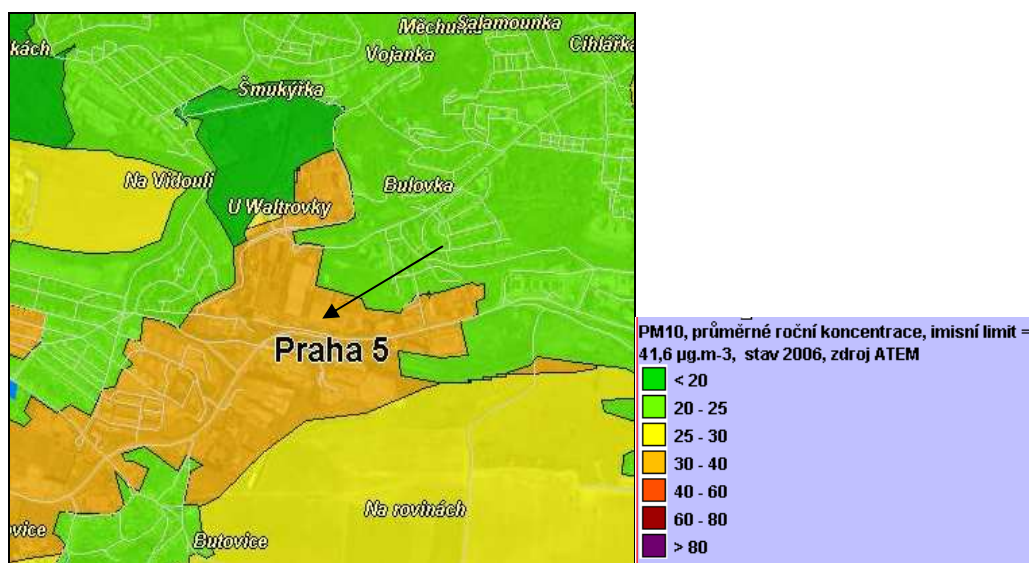 Měchu
Salamounka
kách
Vojanka
Cihlářka
Šmukýřka
Na Vidouli
Bulovka
U Waltrovky
Praha 5
PM10, průměrné roční koncentrace, imisní limit =
41,6 µg.m-3, stav 2006, zdroj ATEM
< 20
20 - 25
25 - 30
30 - 40
40 - 60
60 - 80
> 80
Na rovinách
ovice
Butovice